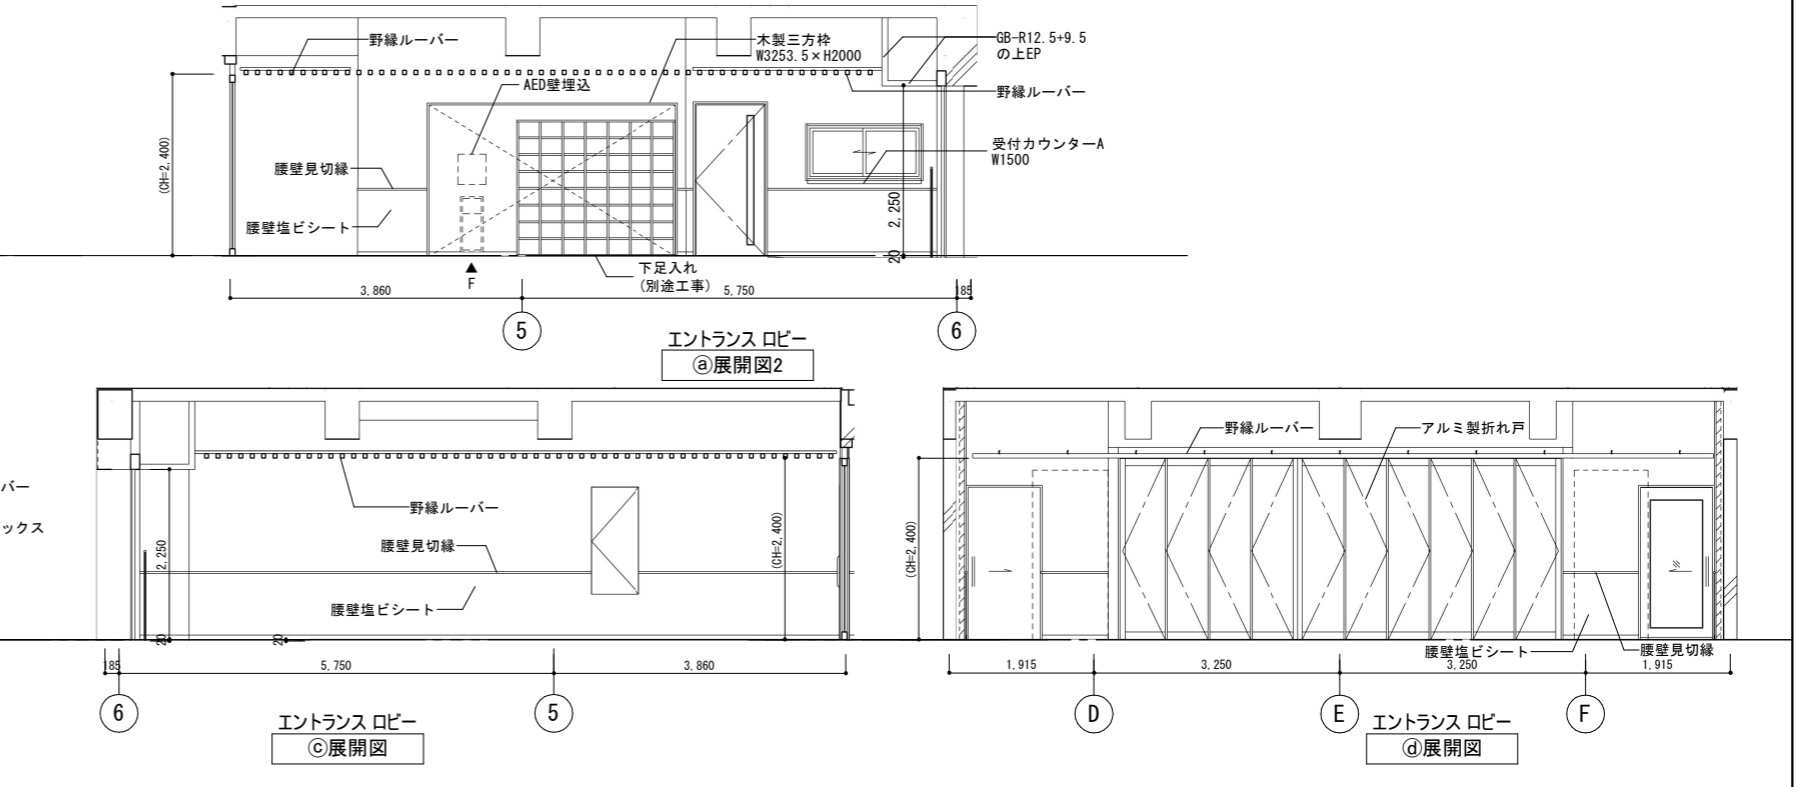 野縁ルーバー
木製三方枠
W3253.5×H2000
GB-R12.5+9.5
の上EP
AED壁埋込
野縁ルーバー
受付カウンターA
W1500
(CH=2,400)
腰壁見切縁
腰壁塩ビシート
2,250
20
F
下足入れ
(別途工事)
3,860
5,750
185
5
6
エントランス ロビー
ⓐ展開図2
バー
ックス
野縁ルーバー
腰壁見切縁
腰壁塩ビシート
2,250
(CH=2,400)
20
20
185
5,750
3,860
6
5
エントランス ロビー
ⓒ展開図
野縁ルーバー
アルミ製折れ戸
(CH=2,400)
腰壁塩ビシート
腰壁見切縁
1,915
3,250
3,250
1,915
D
E
F
エントランス ロビー
ⓓ展開図